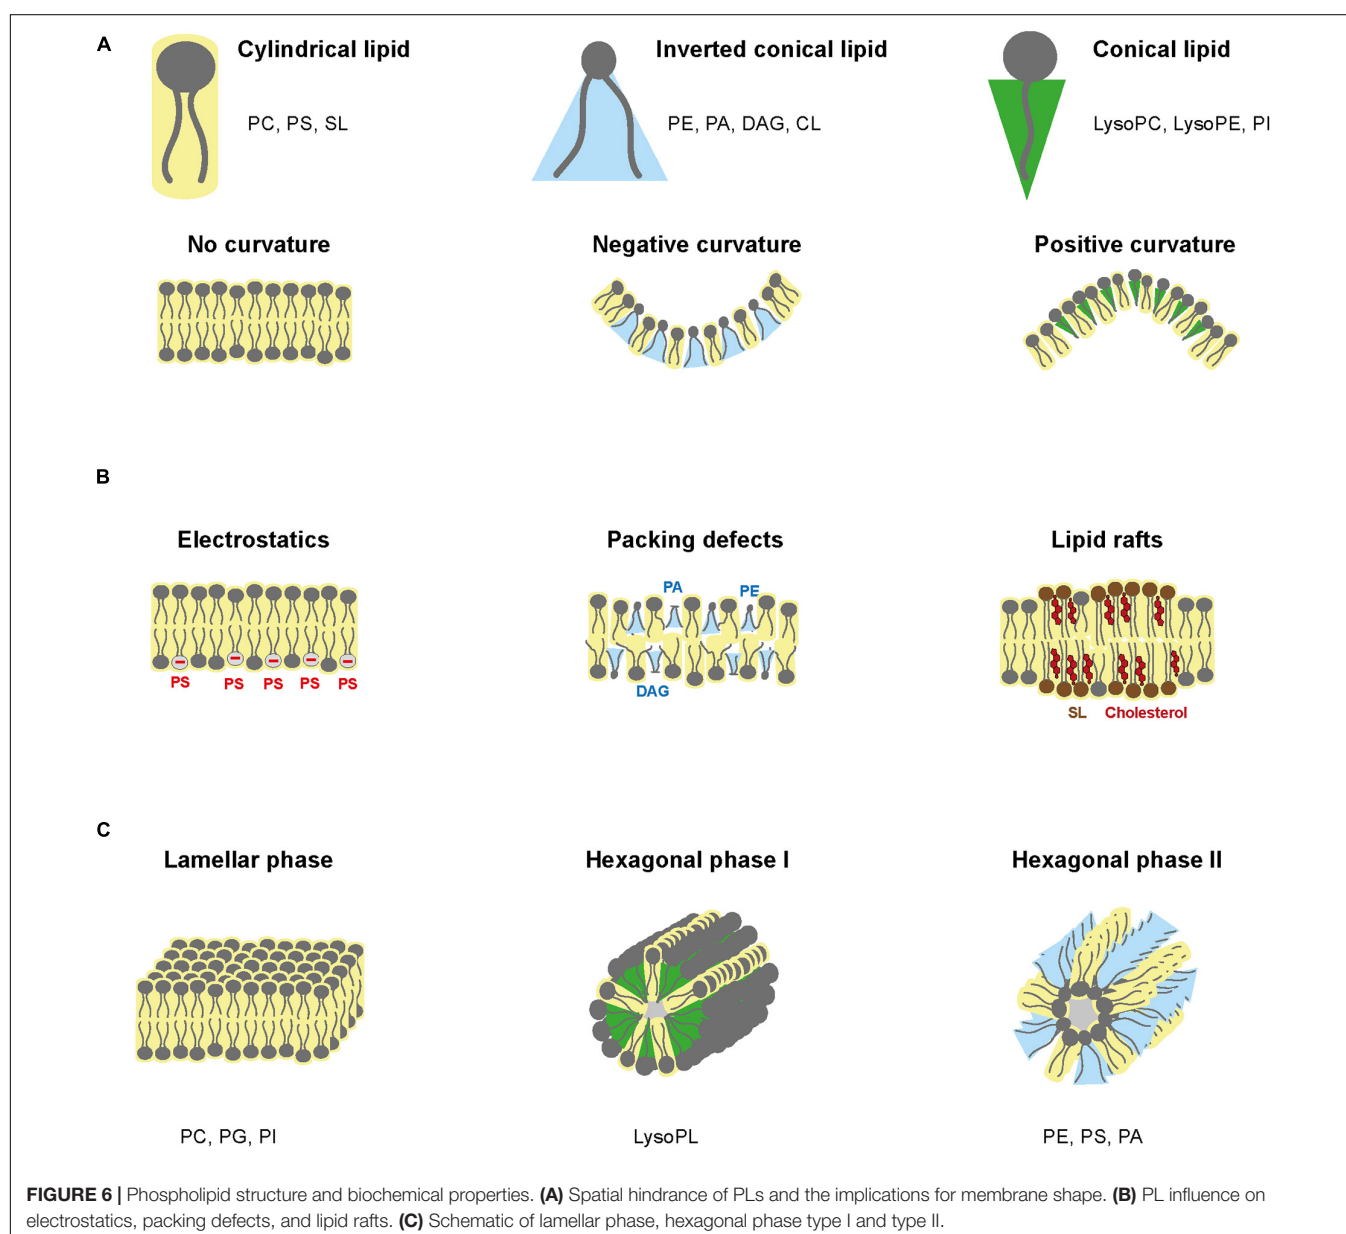 A
Cylindrical lipid
PC, PS, SL
Inverted conical lipid
PE, PA, DAG, CL
Conical lipid
LysoPC, LysoPE, PI
No curvature
Negative curvature
Positive curvature
B
Electrostatics
Packing defects
Lipid rafts
PA
PE
PS
PS
PS
PS
PS
DAG
SL
Cholesterol
C
Lamellar phase
Hexagonal phase I
Hexagonal phase II
PC, PG, PI
LysoPL
PE, PS, PA
FIGURE 6 | Phospholipid structure and biochemical properties. (A) Spatial hindrance of PLs and the implications for membrane shape. (B) PL influence on
electrostatics, packing defects, and lipid rafts. (C) Schematic of lamellar phase, hexagonal phase type I and type II.